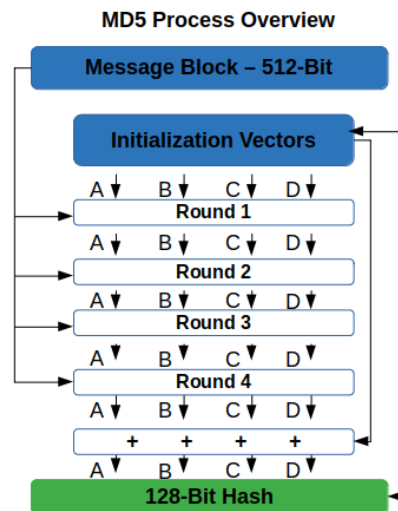 MD5 Process Overview
Message Block – 512-Bit
Initialization Vectors
A B C D
Round 1
A B C D
Round 2
A B C D
Round 3
A B C D
Round 4
A B C D
+ + + +
A B C D
128-Bit Hash